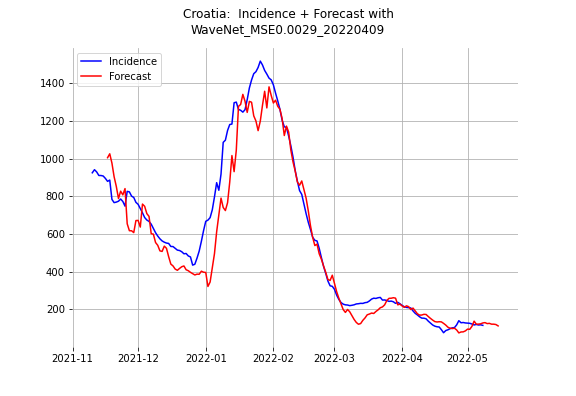 Croatia:  Incidence + Forecast with
WaveNet_MSE0.0029_20220409
Incidence
Forecast
1400
1200
1000
800
600
400
200
2021-11 2021-12 2022-01 2022-02 2022-03 2022-04 2022-05